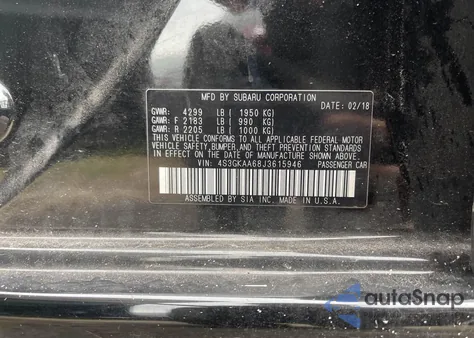 MFD BY SUBARU CORPORATION
DATE: 02/18
GVWR: 4299 LB ( 1950 KG)
GAWR: F 2183 LB ( 990 KG)
GAWR: R 2205 LB ( 1000 KG)
THIS VEHICLE CONFORMS TO ALL APPLICABLE FEDERAL MOTOR
VEHICLE SAFETY, BUMPER, AND THEFT PREVENTION STANDARDS
IN EFFECT ON THE DATE OF MANUFACTURE SHOWN ABOVE.
VIN: 4S3GKAA68J3615946 PASSENGER CAR
ASSEMBLED BY SIA INC. MADE IN U.S.A.
autoSnap